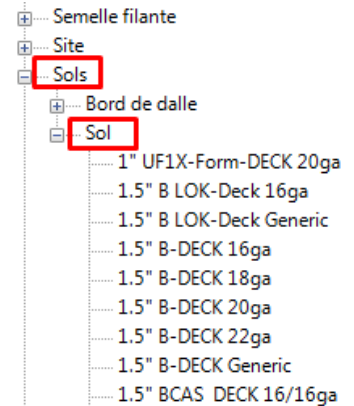 Semelle filante
Site
Sols
Bord de dalle
Sol
1" UF1X-Form-DECK 20ga
1.5" B LOK-Deck 16ga
1.5" B LOK-Deck Generic
1.5" B-DECK 16ga
1.5" B-DECK 18ga
1.5" B-DECK 20ga
1.5" B-DECK 22ga
1.5" B-DECK Generic
1.5" BCAS_DECK 16/16ga